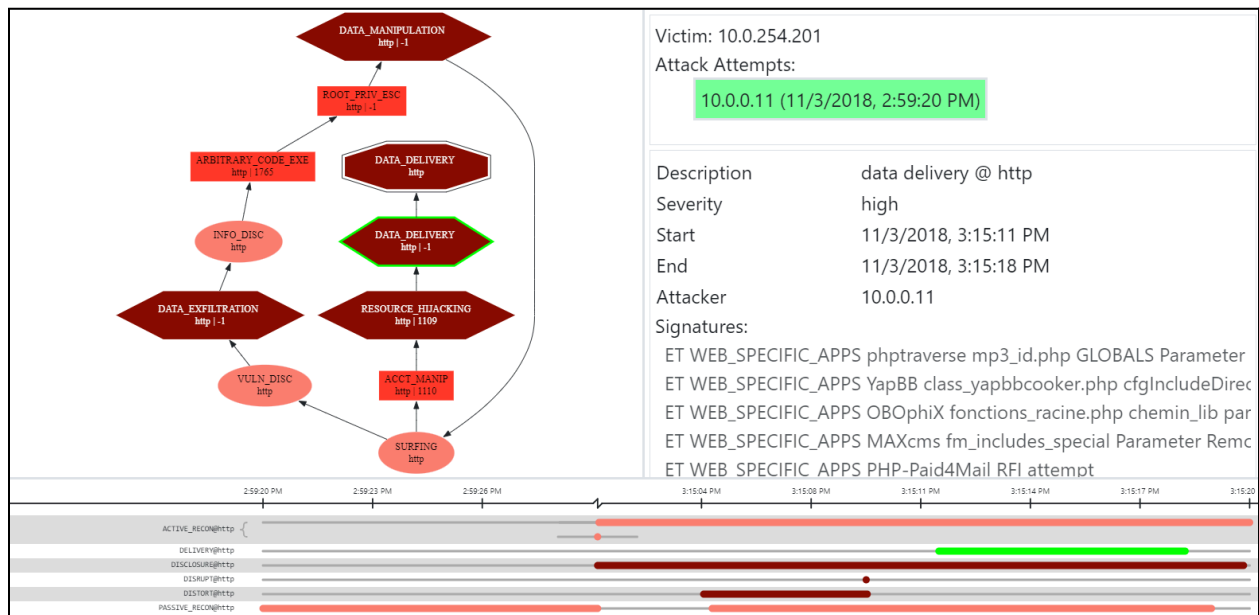 DATA_MANIPULATION
http | -1
ROOT_PRIV_ESC
http | -1
ARBITRARY_CODE_EXE
http | 1765
DATA_DELIVERY
http
INFO_DISC
http
DATA_DELIVERY
http | -1
DATA_EXFILTRATION
http | -1
RESOURCE_HIJACKING
http | 1109
VULN_DISC
http
ACCT_MANIP
http | 1110
SURFING
http
Victim: 10.0.254.201
Attack Attempts:
10.0.0.11 (11/3/2018, 2:59:20 PM)
Description data delivery @ http
Severity high
Start 11/3/2018, 3:15:11 PM
End 11/3/2018, 3:15:18 PM
Attacker 10.0.0.11
Signatures:
ET WEB_SPECIFIC_APPS phptraverse mp3_id.php GLOBALS Parameter
ET WEB_SPECIFIC_APPS YapBB class_yapbbcooker.php cfgIncludeDirec
ET WEB_SPECIFIC_APPS OBOphiX fonctions_racine.php chemin_lib par
ET WEB_SPECIFIC_APPS MAXcms fm_includes_special Parameter Remo
ET WEB_SPECIFIC_APPS PHP-Paid4Mail RFI attempt
2:59:20 PM 2:59:23 PM 2:59:26 PM 3:15:04 PM 3:15:08 PM 3:15:11 PM 3:15:14 PM 3:15:17 PM 3:15:20
ACTIVE_RECON@http {
DELIVERY@http
DISCLOSURE@http
DISRUPT@http
DISTORT@http
PASSIVE_RECON@http